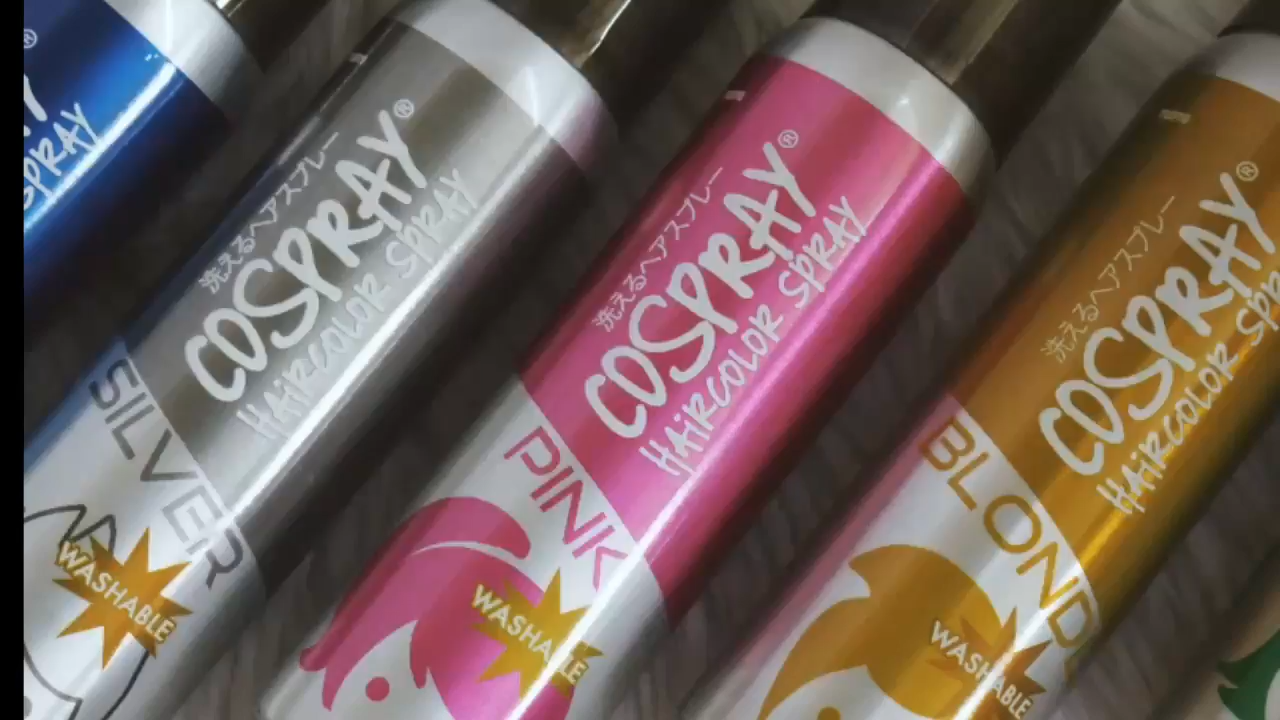 SPRAY
洗えるヘアスプレー
COSPRAY®
HAiRCOLOR SPRAY
SILVER
WASHABLE
洗えるヘアスプレー
COSPRAY®
HAiRCOLOR SPRAY
PINK
WASHABLE
洗えるヘアスプレー
COSPRAY®
HAiRCOLOR
BLOND
WASHABLE